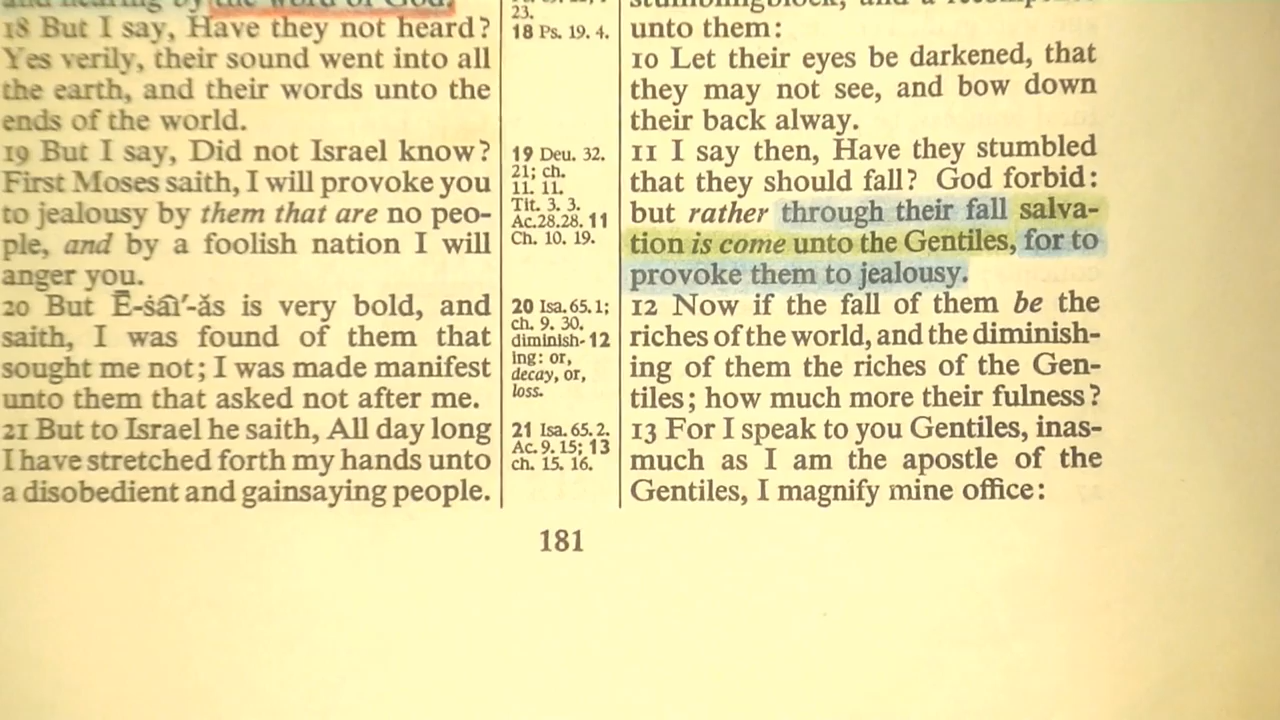 and hearing by the word of God.
18 But I say, Have they not heard?
Yes verily, their sound went into all
the earth, and their words unto the
ends of the world.
19 But I say, Did not Israel know?
First Moses saith, I will provoke you
to jealousy by them that are no peo-
ple, and by a foolish nation I will
anger you.
20 But Ē-ṡâī′-ăs is very bold, and
saith, I was found of them that
sought me not; I was made manifest
unto them that asked not after me.
21 But to Israel he saith, All day long
I have stretched forth my hands unto
a disobedient and gainsaying people.
23.
18 Ps. 19. 4.
19 Deu. 32.
21; ch.
11. 11.
Tit. 3. 3.
Ac.28.28. 11
Ch. 10. 19.
20 Isa. 65. 1;
ch. 9. 30.
diminish- 12
ing: or,
decay, or,
loss.
21 Isa. 65. 2.
Ac. 9. 15; 13
ch. 15. 16.
stumblingblock, and a
unto them:
10 Let their eyes be darkened, that
they may not see, and bow down
their back alway.
11 I say then, Have they stumbled
that they should fall? God forbid:
but rather through their fall salva-
tion is come unto the Gentiles, for to
provoke them to jealousy.
12 Now if the fall of them be the
riches of the world, and the diminish-
ing of them the riches of the Gen-
tiles; how much more their fulness?
13 For I speak to you Gentiles, inas-
much as I am the apostle of the
Gentiles, I magnify mine office:
181